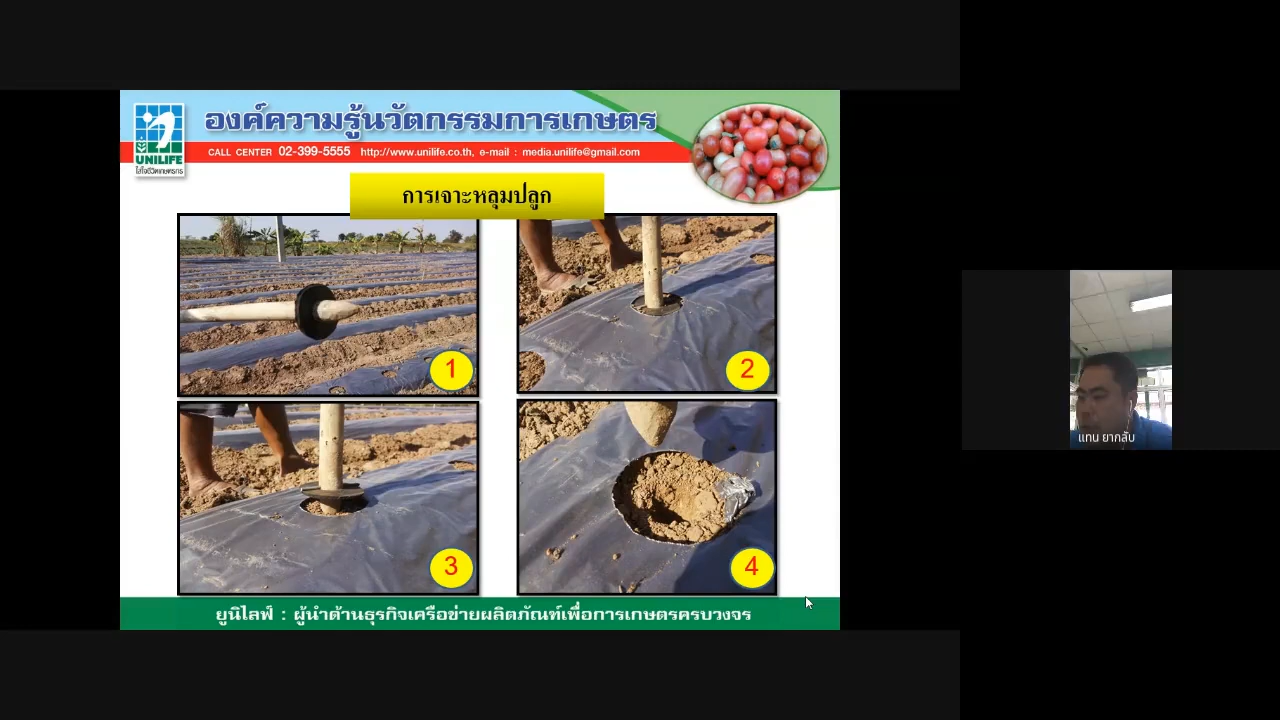 องค์ความรู้นวัตกรรมการเกษตร
UNILIFE
ใส่ใจชีวิตเกษตรกร
CALL CENTER 02-399-5555 http://www.unilife.co.th, e-mail : media.unilife@gmail.com
การเจาะหลุมปลูก
1
2
3
4
แทน ยากสับ
ยูนิไลฟ์ : ผู้นำด้านธุรกิจเครือข่ายผลิตภัณฑ์เพื่อการเกษตรครบวงจร